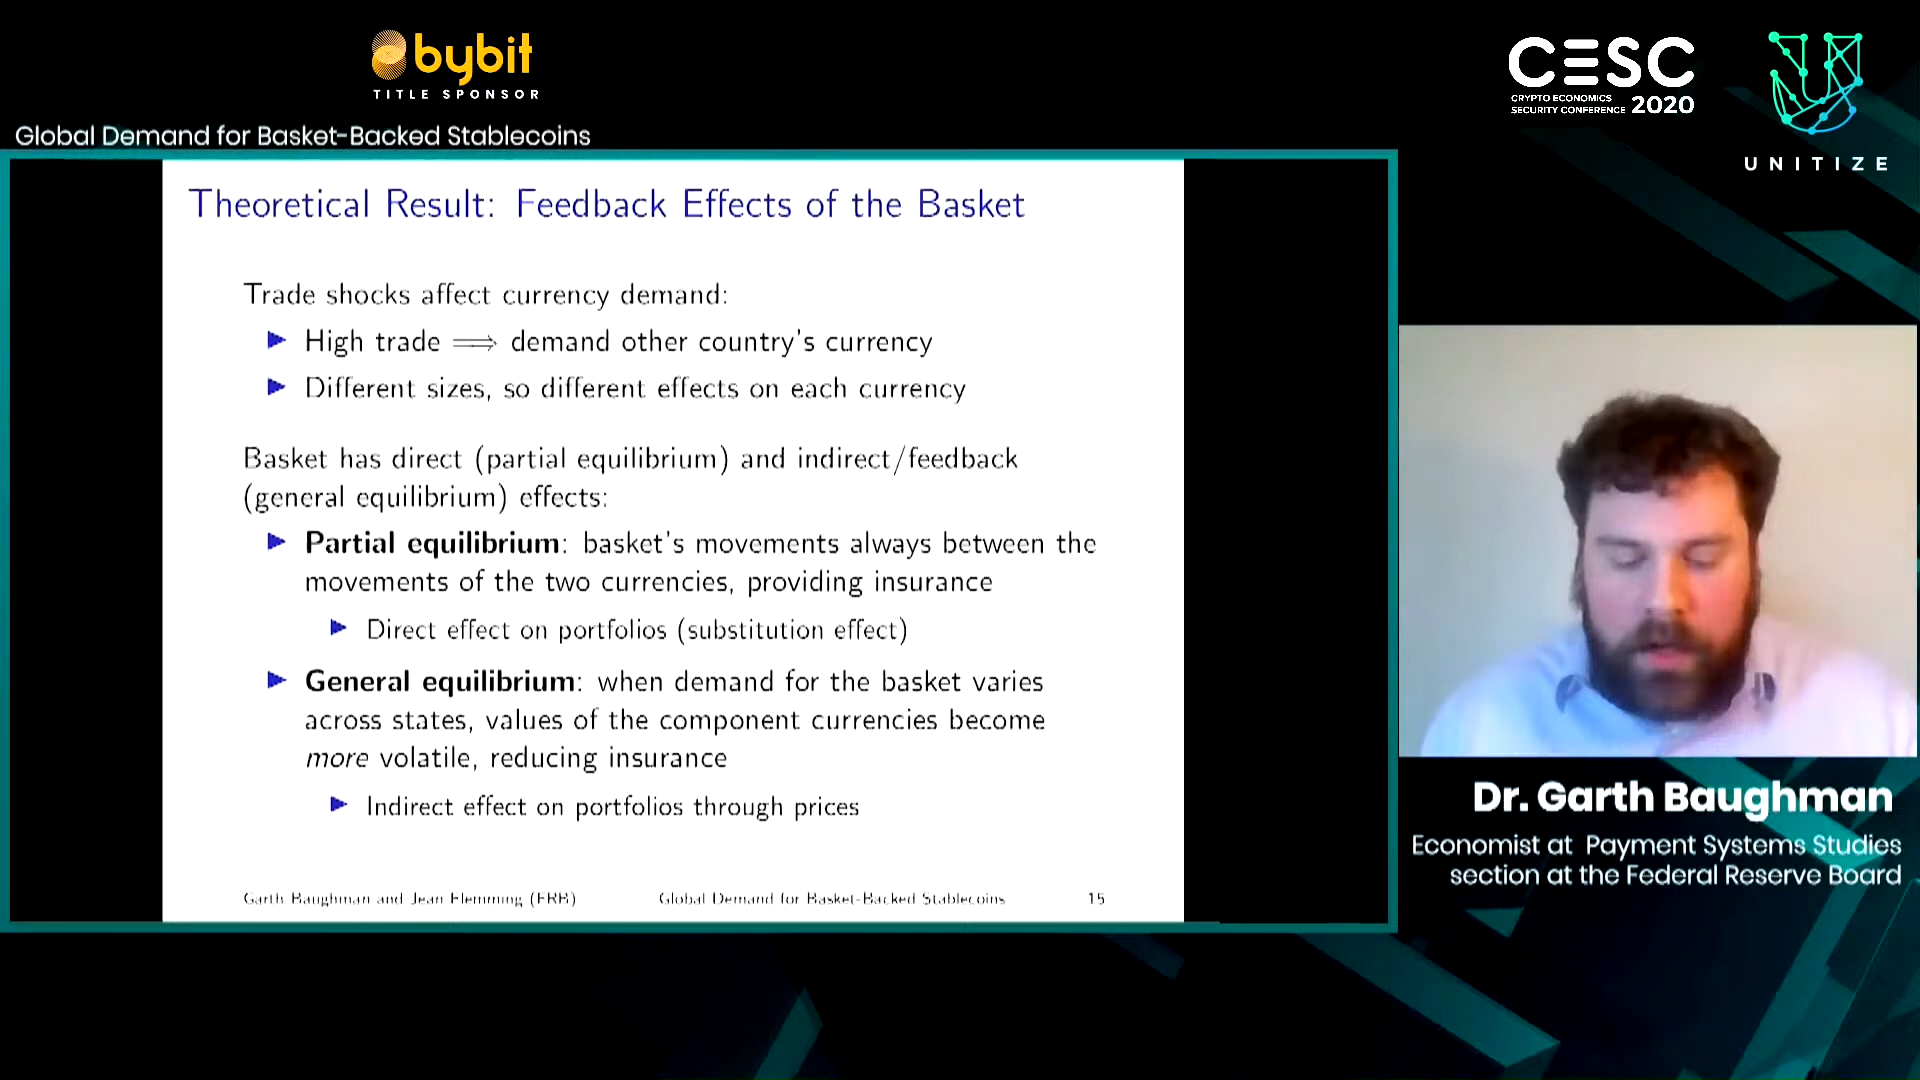 bybit
TITLE SPONSOR
CESC
CRYPTO ECONOMICS
SECURITY CONFERENCE 2020
UNITIZE
Global Demand for Basket-Backed Stablecoins
Theoretical Result: Feedback Effects of the Basket
Trade shocks affect currency demand:
▶ High trade ⟹ demand other country's currency
▶ Different sizes, so different effects on each currency
Basket has direct (partial equilibrium) and indirect/feedback
(general equilibrium) effects:
▶ Partial equilibrium: basket's movements always between the
movements of the two currencies, providing insurance
▶ Direct effect on portfolios (substitution effect)
▶ General equilibrium: when demand for the basket varies
across states, values of the component currencies become
more volatile, reducing insurance
▶ Indirect effect on portfolios through prices
Garth Baughman and Jean Flemming (FRB) Global Demand for Basket-Backed Stablecoins 15
Dr. Garth Baughman
Economist at Payment Systems Studies
section at the Federal Reserve Board